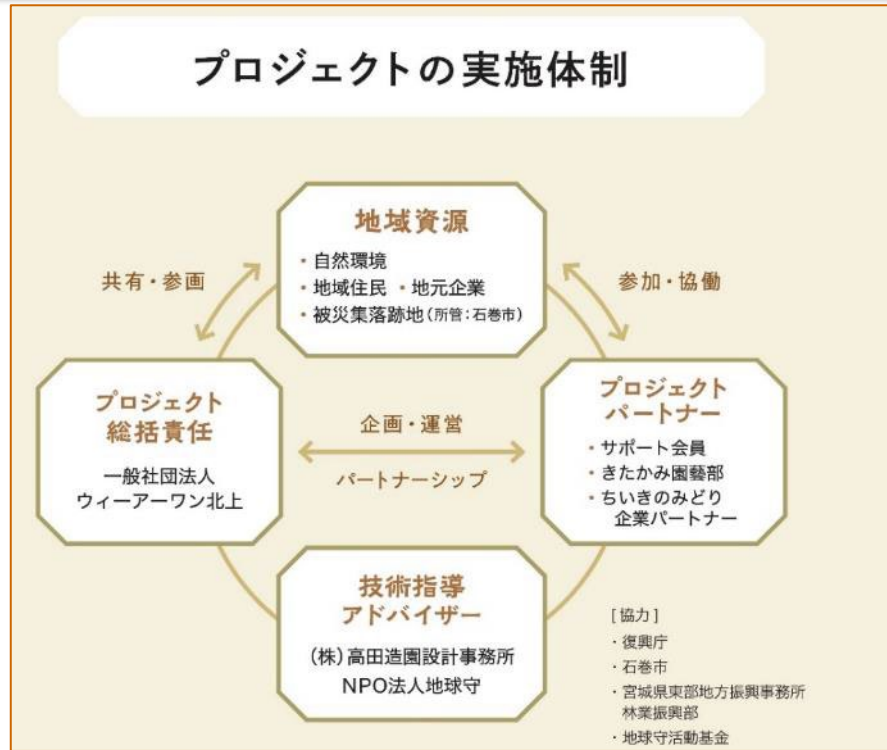 プロジェクトの実施体制
地域資源
・自然環境
・地域住民 ・地元企業
・被災集落跡地(所管:石巻市)
共有・参画
参加・協働
プロジェクト
総括責任
一般社団法人
ウィーアーワン北上
企画・運営
パートナーシップ
プロジェクト
パートナー
・サポート会員
・きたかみ園藝部
・ちいきのみどり
企業パートナー
技術指導
アドバイザー
(株)高田造園設計事務所
NPO法人地球守
[協力]
・復興庁
・石巻市
・宮城県東部地方振興事務所
林業振興部
・地球守活動基金